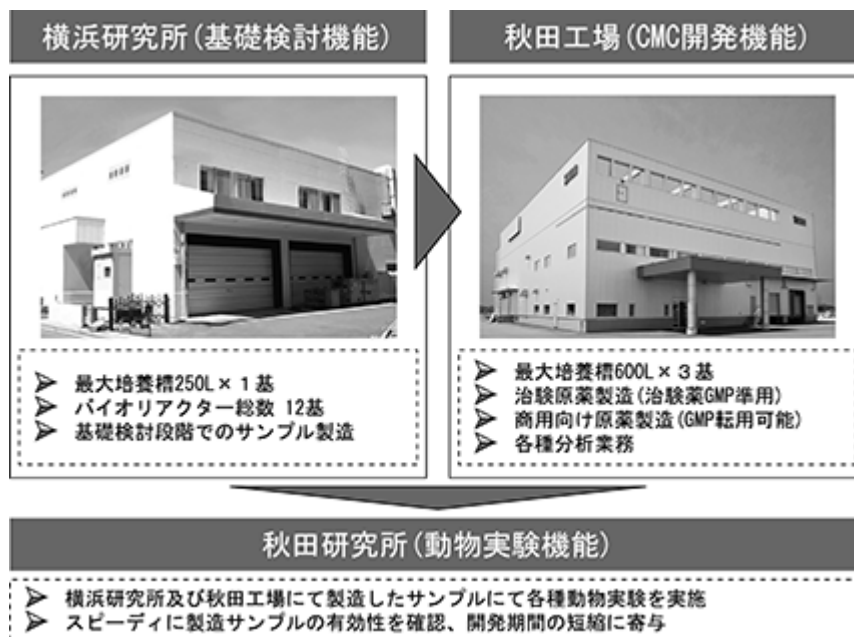 横浜研究所(基礎検討機能)
秋田工場(CMC開発機能)
最大培養槽250L×1基
バイオリアクター総数 12基
基礎検討段階でのサンプル製造
最大培養槽600L×3基
治験原薬製造(治験薬GMP準用)
商用向け原薬製造(GMP転用可能)
各種分析業務
秋田研究所(動物実験機能)
横浜研究所及び秋田工場にて製造したサンプルにて各種動物実験を実施
スピーディに製造サンプルの有効性を確認、開発期間の短縮に寄与